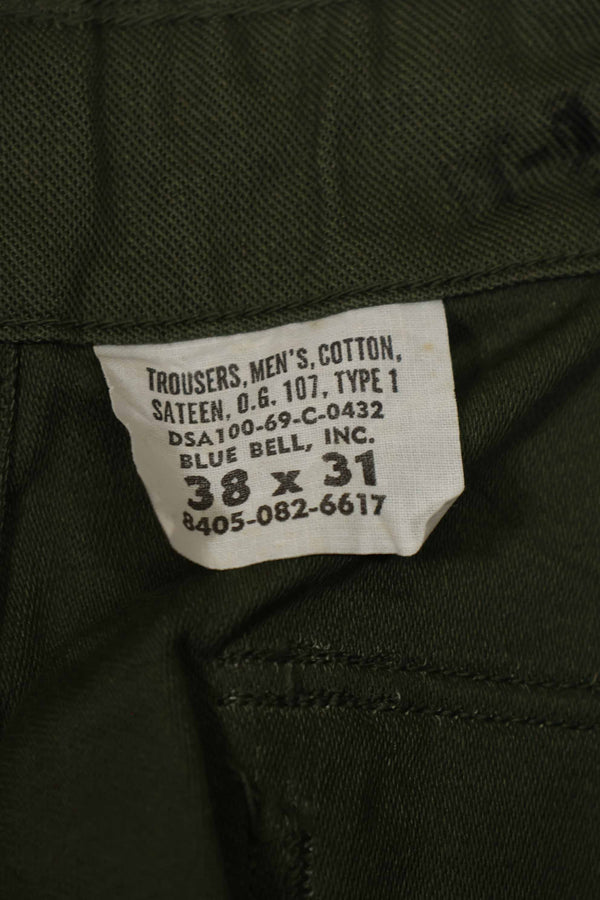 TROUSERS, MEN'S, COTTON,
SATEEN, O.G. 107, TYPE 1
DSA100-69-C-0432
BLUE BELL, INC.
38 x 31
8405-082-6617